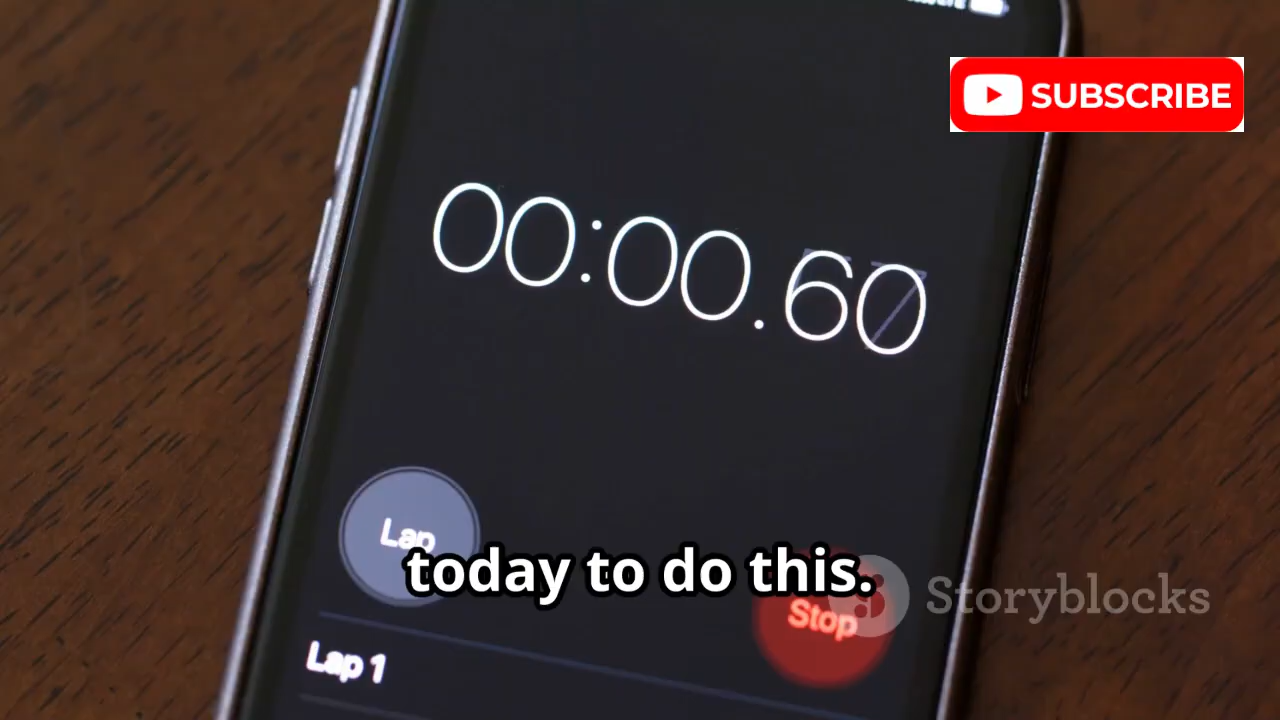 SUBSCRIBE
00:00.60
Lap
today to do this.
Storyblocks
Stop
Lap 1